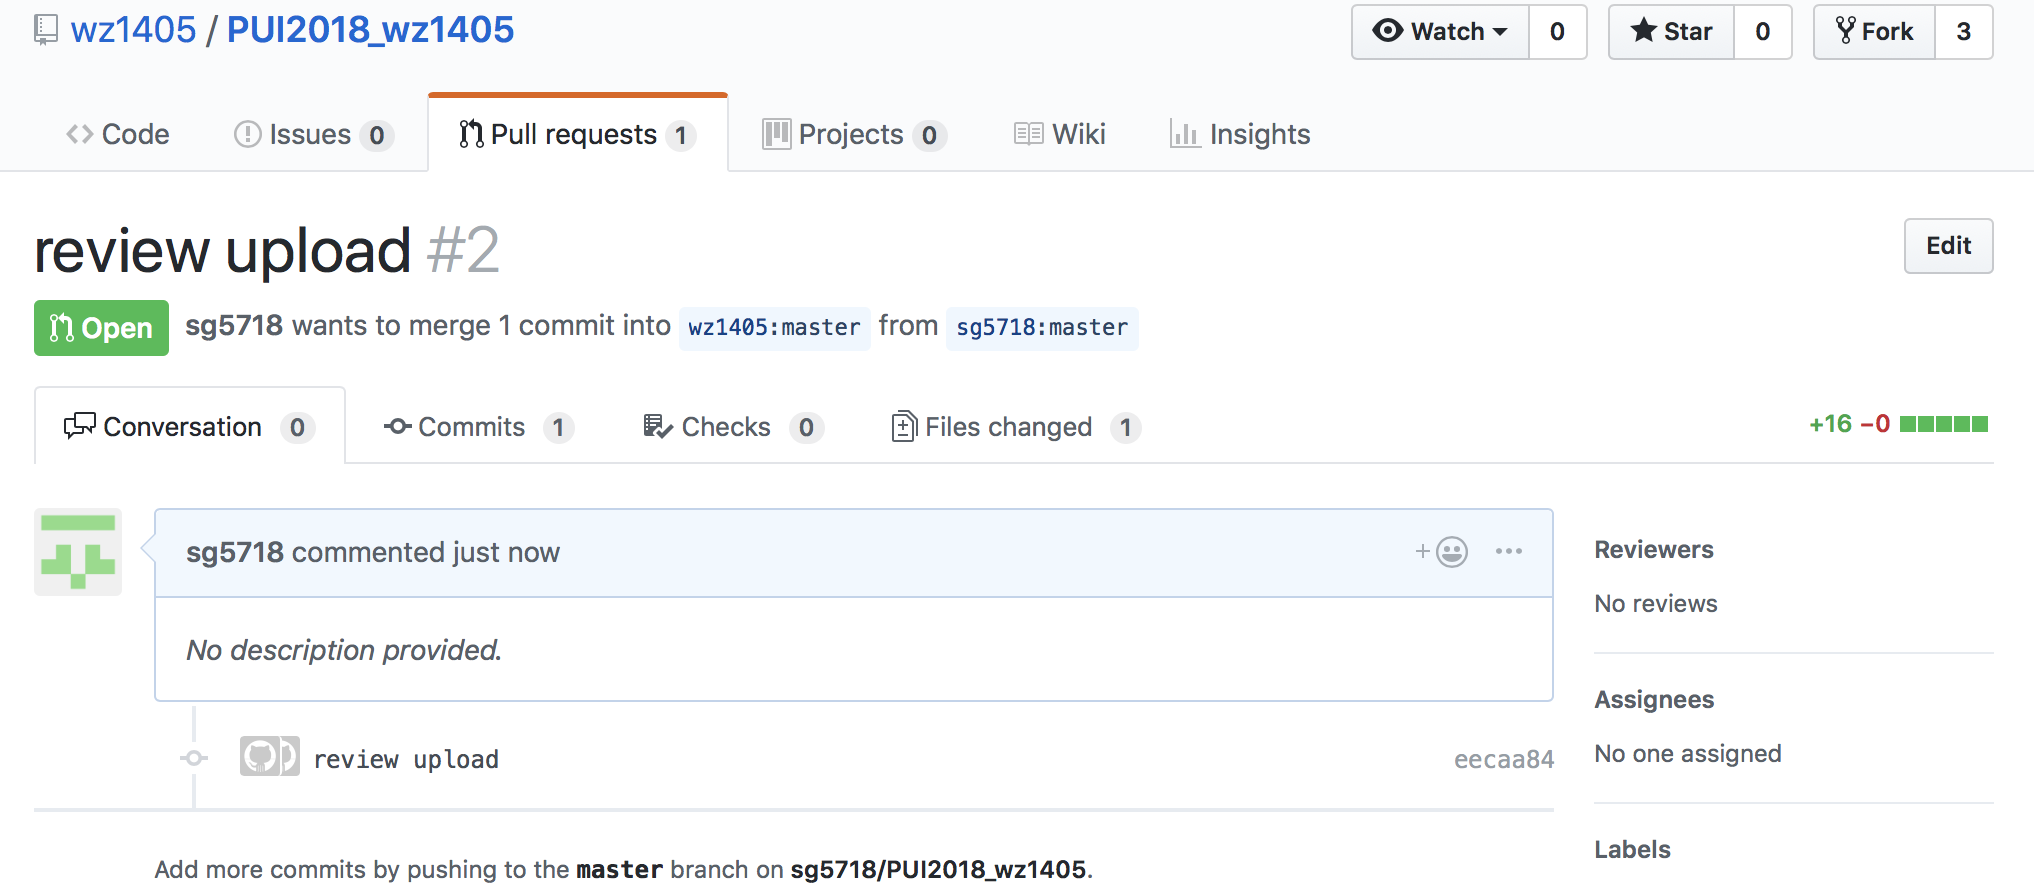 wz1405 / PUI2018_wz1405
Watch 0 Star 0 Fork 3
Code Issues 0 Pull requests 1 Projects 0 Wiki Insights
review upload #2
Edit
Open sg5718 wants to merge 1 commit into wz1405:master from sg5718:master
Conversation 0 Commits 1 Checks 0 Files changed 1
+16 −0
sg5718 commented just now
No description provided.
review upload
eecaa84
Add more commits by pushing to the master branch on sg5718/PUI2018_wz1405.
Reviewers
No reviews
Assignees
No one assigned
Labels